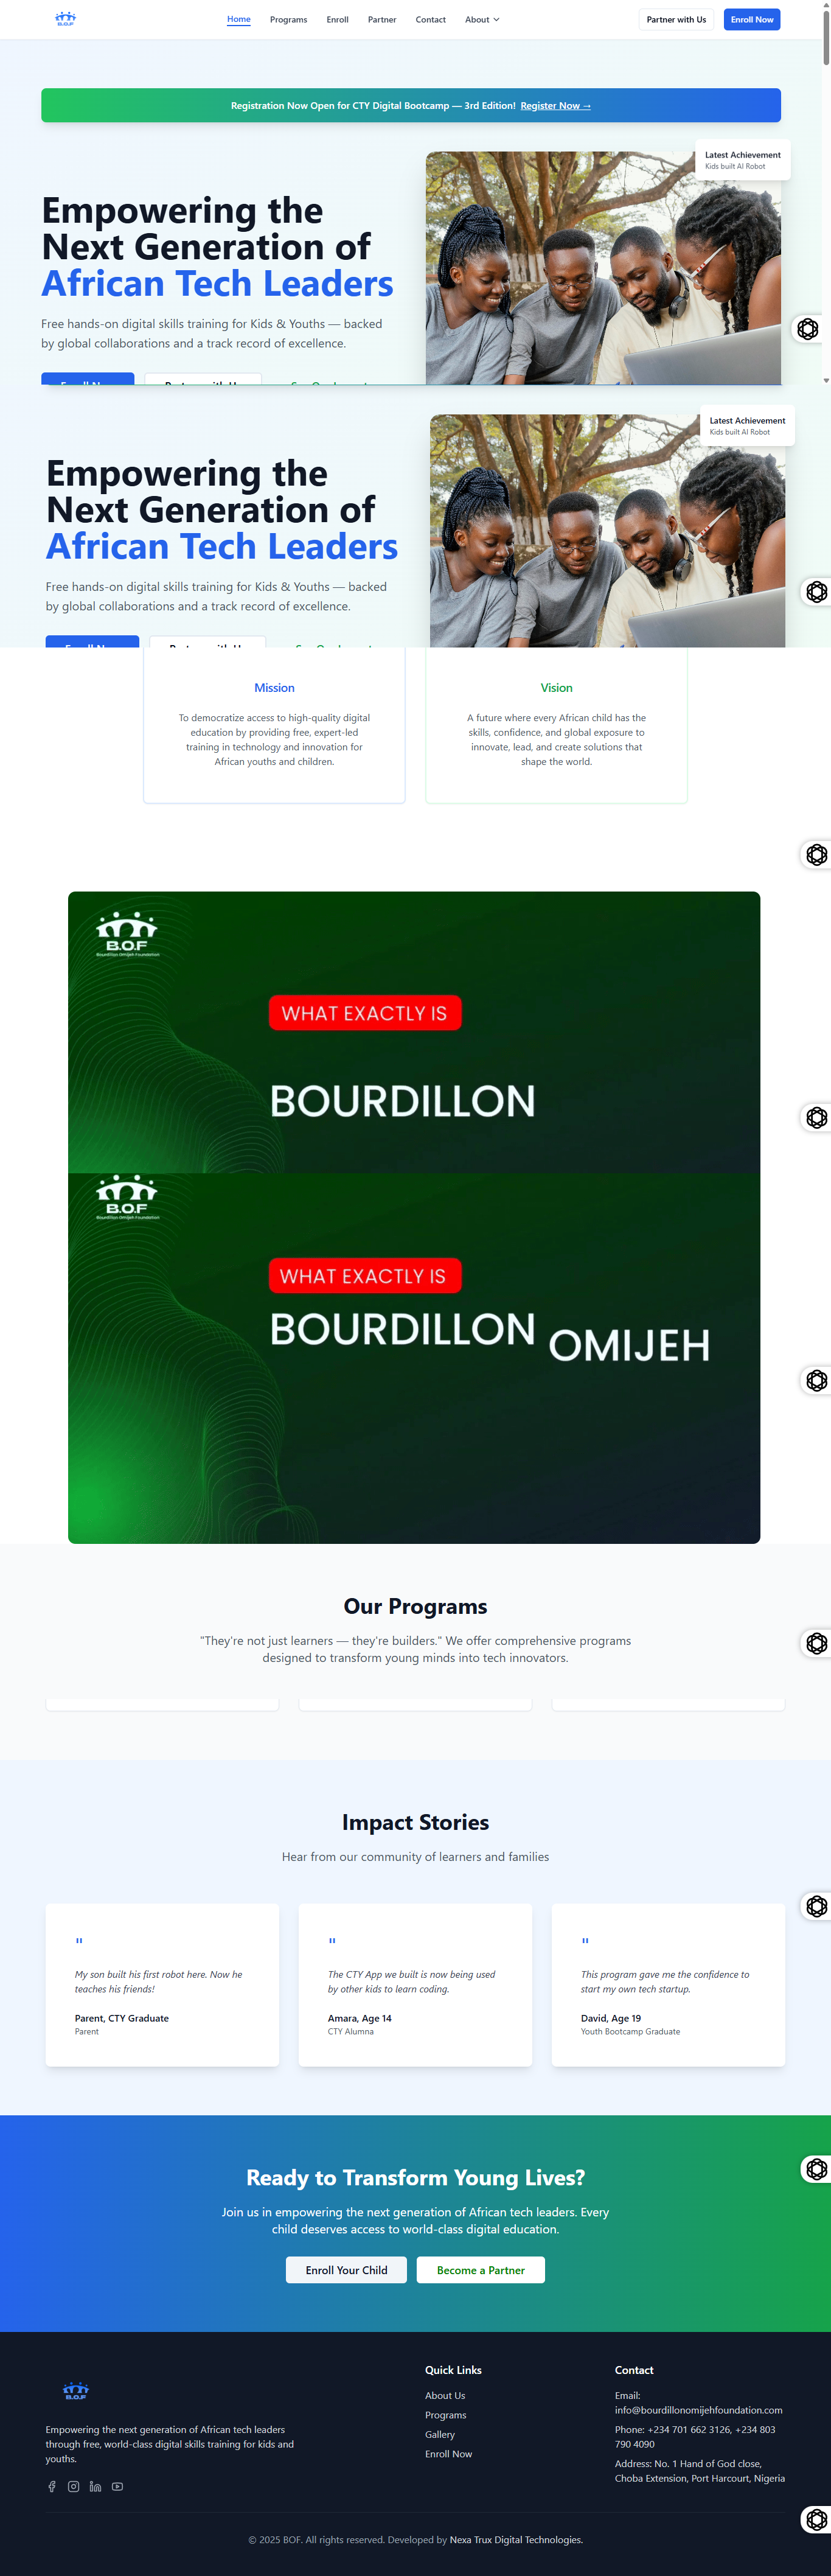 B.O.F
Home
Programs
Enroll
Partner
Contact
About
Partner with Us
Enroll Now
Registration Now Open for CTY Digital Bootcamp — 3rd Edition! Register Now →
Latest Achievement
Kids built AI Robot
Empowering the
Next Generation of
African Tech Leaders
Free hands-on digital skills training for Kids & Youths — backed
by global collaborations and a track record of excellence.
Latest Achievement
Kids built AI Robot
Empowering the
Next Generation of
African Tech Leaders
Free hands-on digital skills training for Kids & Youths — backed
by global collaborations and a track record of excellence.
Mission
To democratize access to high-quality digital
education by providing free, expert-led
training in technology and innovation for
African youths and children.
Vision
A future where every African child has the
skills, confidence, and global exposure to
innovate, lead, and create solutions that
shape the world.
B.O.F
Bourdillon Omijeh Foundation
WHAT EXACTLY IS
BOURDILLON
B.O.F
Bourdillon Omijeh Foundation
WHAT EXACTLY IS
BOURDILLON OMIJEH
Our Programs
"They're not just learners — they're builders." We offer comprehensive programs
designed to transform young minds into tech innovators.
Impact Stories
Hear from our community of learners and families
"
My son built his first robot here. Now he
teaches his friends!
Parent, CTY Graduate
Parent
"
The CTY App we built is now being used
by other kids to learn coding.
Amara, Age 14
CTY Alumna
"
This program gave me the confidence to
start my own tech startup.
David, Age 19
Youth Bootcamp Graduate
Ready to Transform Young Lives?
Join us in empowering the next generation of African tech leaders. Every
child deserves access to world-class digital education.
Enroll Your Child
Become a Partner
B.O.F
Empowering the next generation of African tech leaders
through free, world-class digital skills training for kids and
youths.
Quick Links
About Us
Programs
Gallery
Enroll Now
Contact
Email:
info@bourdillonomijehfoundation.com
Phone: +234 701 662 3126, +234 803
790 4090
Address: No. 1 Hand of God close,
Choba Extension, Port Harcourt, Nigeria
© 2025 BOF. All rights reserved. Developed by Nexa Trux Digital Technologies.